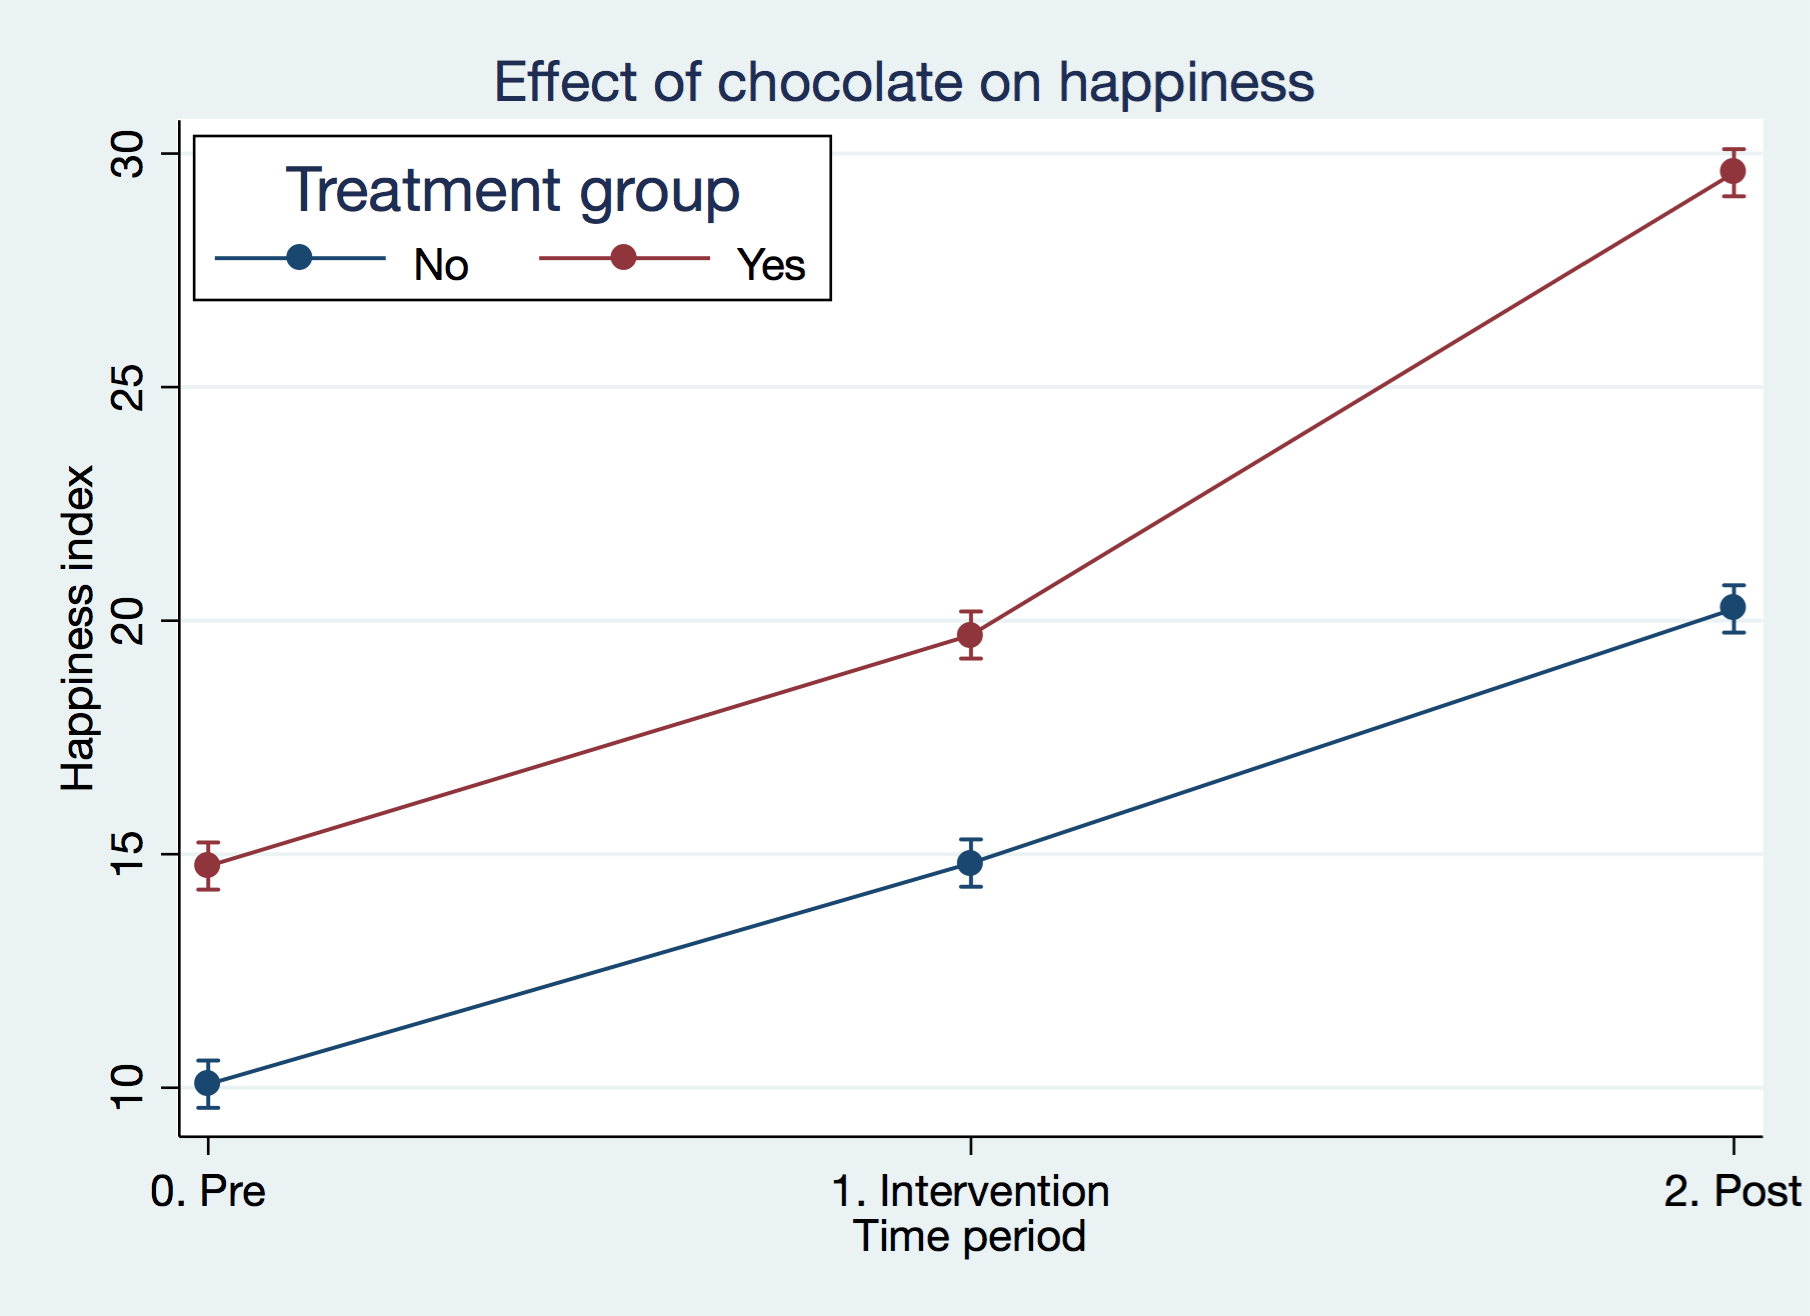 Effect of chocolate on happiness
Treatment group
No Yes
Happiness index
30
25
20
15
10
0. Pre 1. Intervention 2. Post
Time period